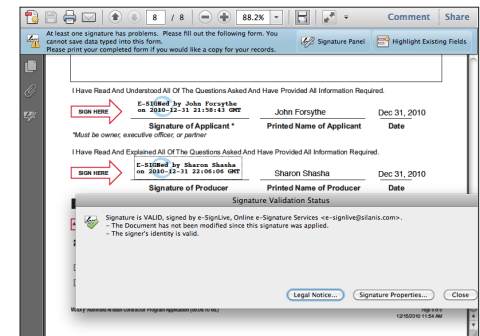 8 / 8 88.2% Comment Share
At least one signature has problems. Please fill out the following form. You
cannot save data typed into this form.
Please print your completed form if you would like a copy for your records.
Signature Panel Highlight Existing Fields
I Have Read And Understood All Of The Questions Asked And Have Provided All Information Required.
SIGN HERE
E-SIGNed by John Forsythe
on 2010-12-31 21:58:43 GMT
John Forsythe Dec 31, 2010
Signature of Applicant * Printed Name of Applicant Date
*Must be owner, executive officer, or partner
I Have Read And Explained All Of The Questions Asked And Have Provided All Information Required.
SIGN HERE
E-SIGNed by Sharon Shasha
on 2010-12-31 22:06:06 GMT
Sharon Shasha Dec 31, 2010
Signature of Producer Printed Name of Producer Date
Signature Validation Status
Signature is VALID, signed by e-SignLive, Online e-Signature Services <e-signlive@silanis.com>.
- The Document has not been modified since this signature was applied.
- The signer's identity is valid.
Legal Notice... Signature Properties... Close
12/15/2010 11:54 AM